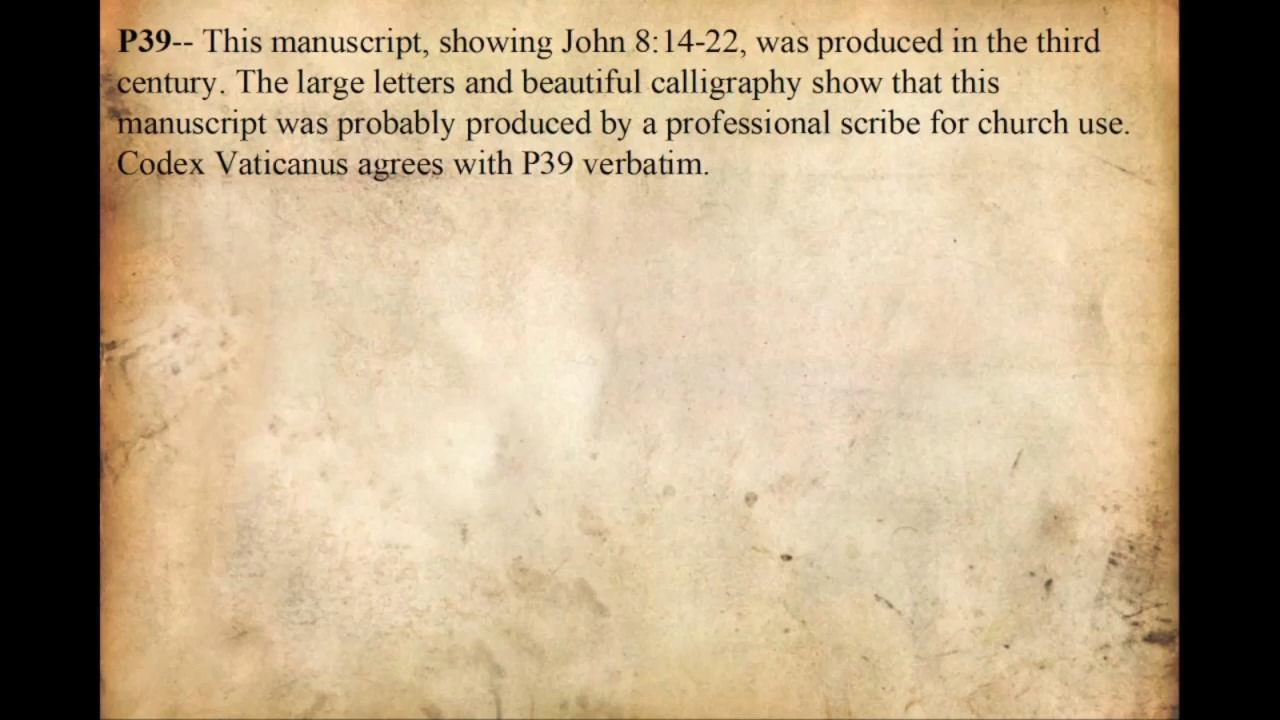 P39-- This manuscript, showing John 8:14-22, was produced in the third
century. The large letters and beautiful calligraphy show that this
manuscript was probably produced by a professional scribe for church use.
Codex Vaticanus agrees with P39 verbatim.